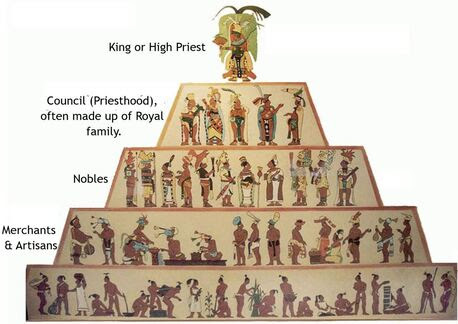 King or High Priest
Council (Priesthood),
often made up of Royal
family.
Nobles
Merchants
& Artisans